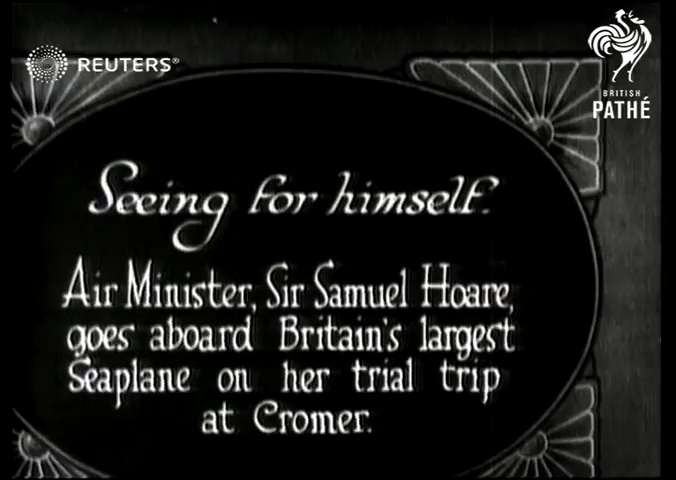 REUTERS®
BRITISH
PATHÉ
Seeing for himself.
Air Minister, Sir Samuel Hoare,
goes aboard Britain's largest
Seaplane on her trial trip
at Cromer.